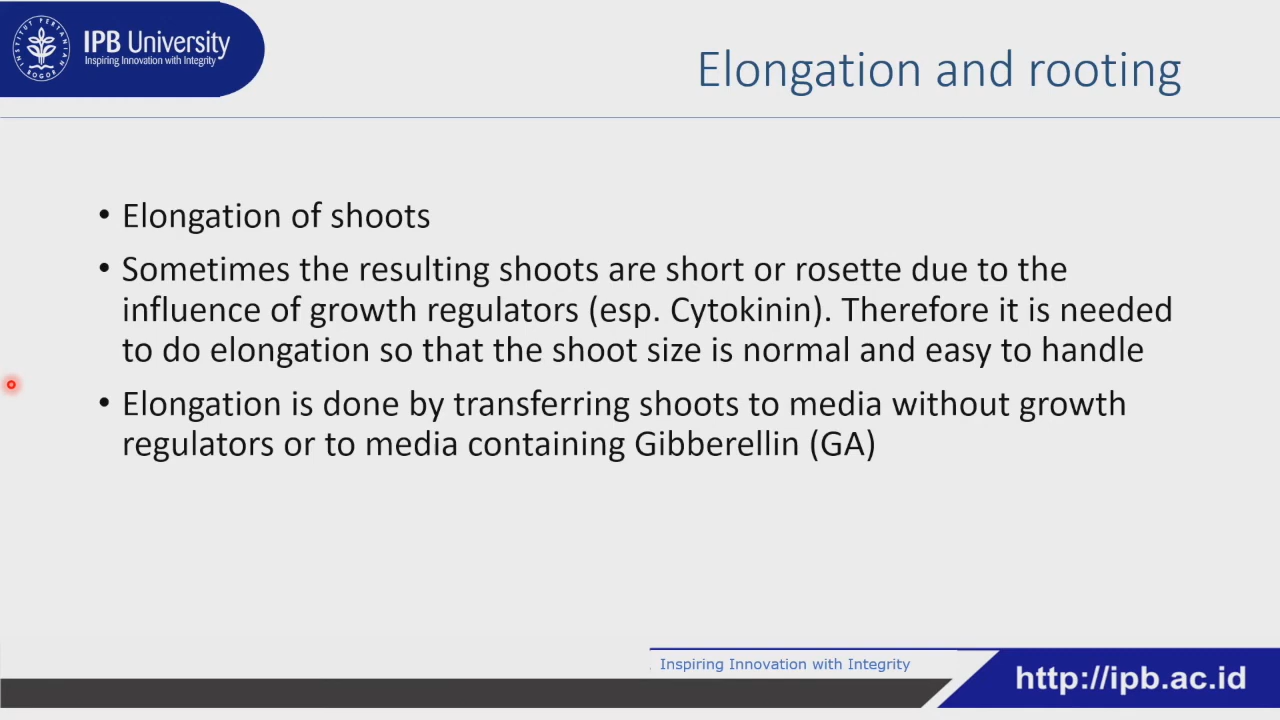 INSTITUT PERTANIAN
BOGOR
IPB University
Inspiring Innovation with Integrity
Elongation and rooting
• Elongation of shoots
• Sometimes the resulting shoots are short or rosette due to the
influence of growth regulators (esp. Cytokinin). Therefore it is needed
to do elongation so that the shoot size is normal and easy to handle
• Elongation is done by transferring shoots to media without growth
regulators or to media containing Gibberellin (GA)
Inspiring Innovation with Integrity
http://ipb.ac.id